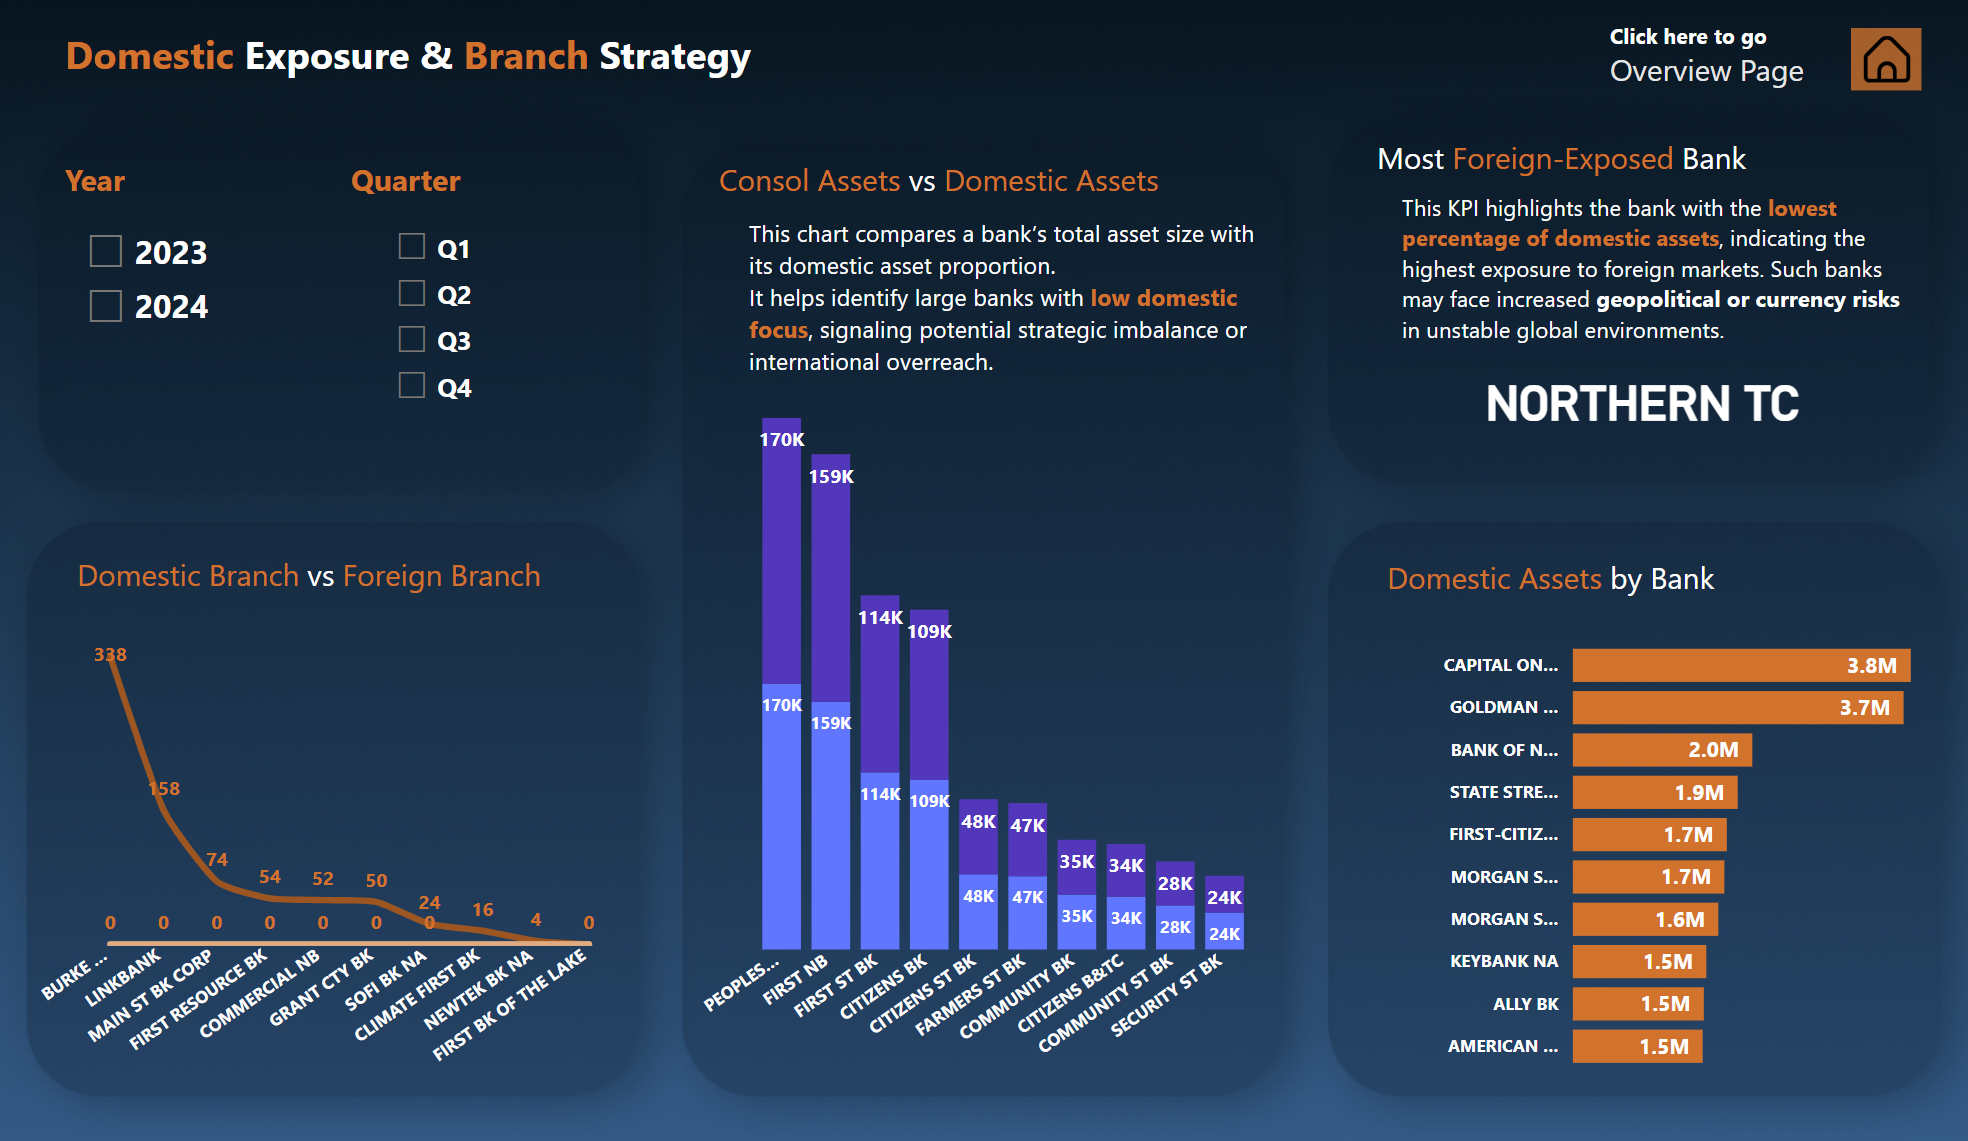 Domestic Exposure & Branch Strategy
Click here to go
Overview Page
Year
2023
2024
Quarter
Q1
Q2
Q3
Q4
Consol Assets vs Domestic Assets
This chart compares a bank’s total asset size with
its domestic asset proportion.
It helps identify large banks with low domestic
focus, signaling potential strategic imbalance or
international overreach.
170K
159K
114K
109K
48K
47K
35K
34K
28K
24K
170K
159K
114K
109K
48K
47K
35K
34K
28K
24K
PEOPLES...
FIRST NB
FIRST ST BK
CITIZENS BK
CITIZENS ST BK
FARMERS ST BK
COMMUNITY BK
CITIZENS B&TC
COMMUNITY ST BK
SECURITY ST BK
Most Foreign-Exposed Bank
This KPI highlights the bank with the lowest
percentage of domestic assets, indicating the
highest exposure to foreign markets. Such banks
may face increased geopolitical or currency risks
in unstable global environments.
NORTHERN TC
Domestic Branch vs Foreign Branch
338
158
74
54
52
50
24
16
4
0
0
0
0
0
0
0
0
BURKE ...
LINKBANK
MAIN ST BK CORP
FIRST RESOURCE BK
COMMERCIAL NB
GRANT CTY BK
SOFI BK NA
CLIMATE FIRST BK
NEWTEK BK NA
FIRST BK OF THE LAKE
Domestic Assets by Bank
CAPITAL ON... 3.8M
GOLDMAN ... 3.7M
BANK OF N... 2.0M
STATE STRE... 1.9M
FIRST-CITIZ... 1.7M
MORGAN S... 1.7M
MORGAN S... 1.6M
KEYBANK NA 1.5M
ALLY BK 1.5M
AMERICAN ... 1.5M